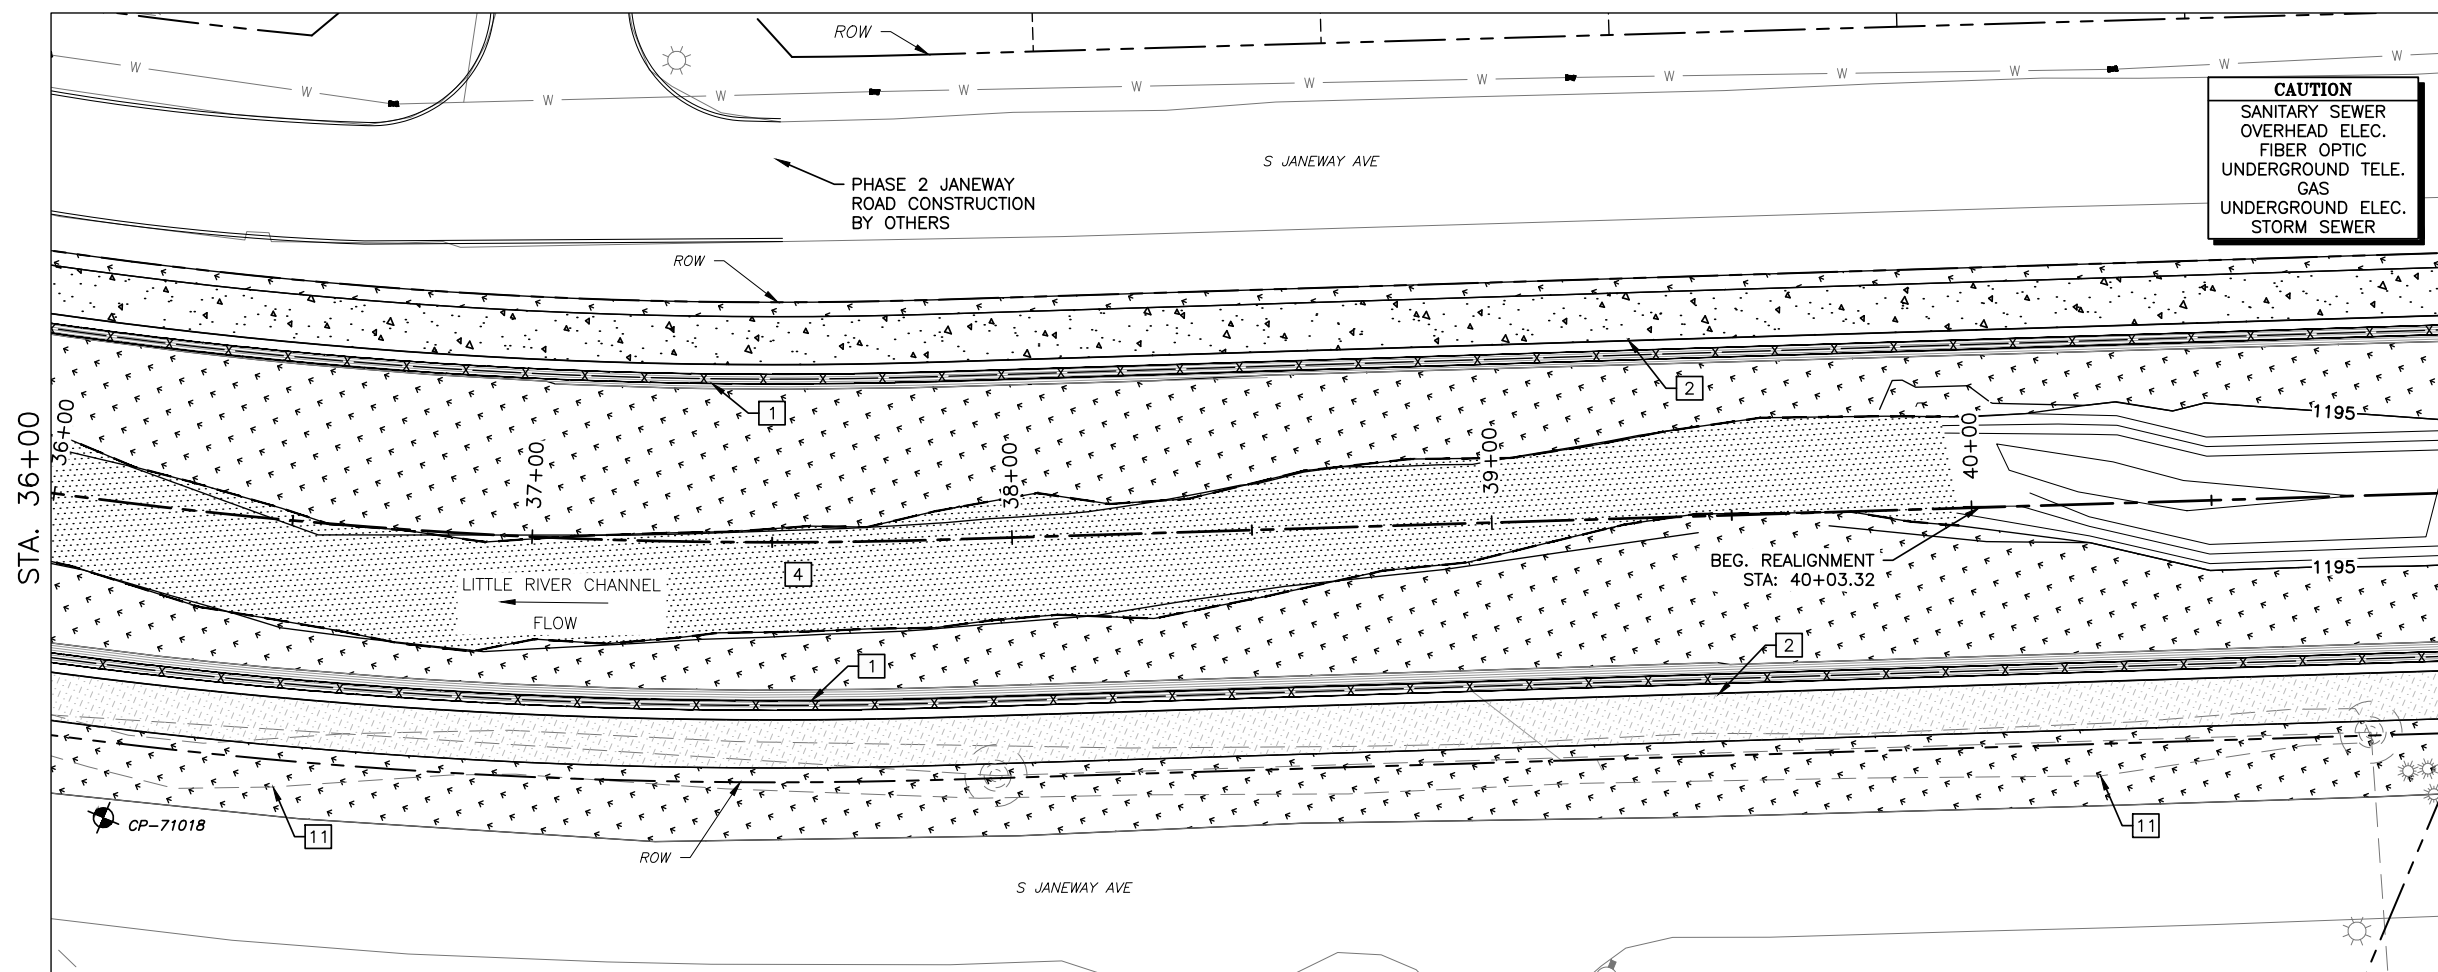 ROW
W W W W W W W W W W W W W
CAUTION
SANITARY SEWER
OVERHEAD ELEC.
FIBER OPTIC
UNDERGROUND TELE.
GAS
UNDERGROUND ELEC.
STORM SEWER
S JANEWAY AVE
PHASE 2 JANEWAY
ROAD CONSTRUCTION
BY OTHERS
ROW
1
2
STA. 36+00
36+00
37+00
38+00
39+00
40+00
1195
4
LITTLE RIVER CHANNEL
FLOW
BEG. REALIGNMENT
STA: 40+03.32
1195
1
2
CP-71018
11
ROW
11
S JANEWAY AVE